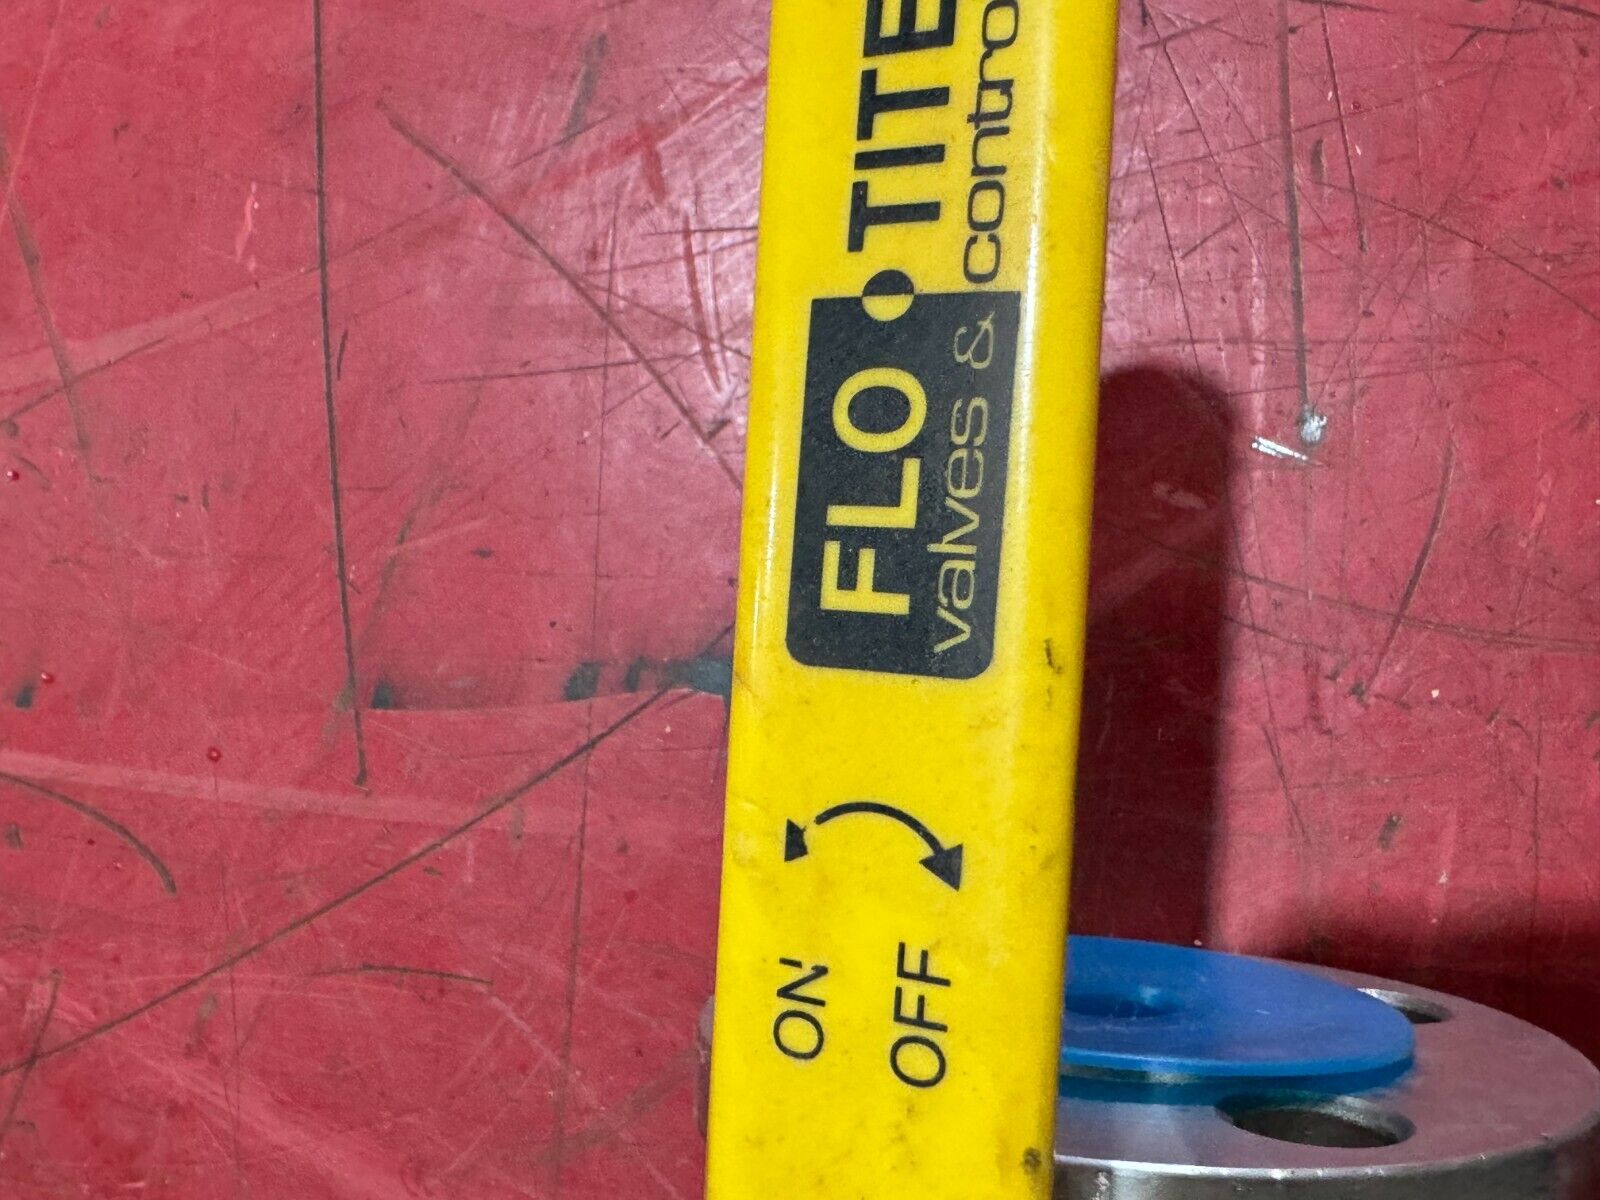 FLO TITE
valves & contro
ON
OFF